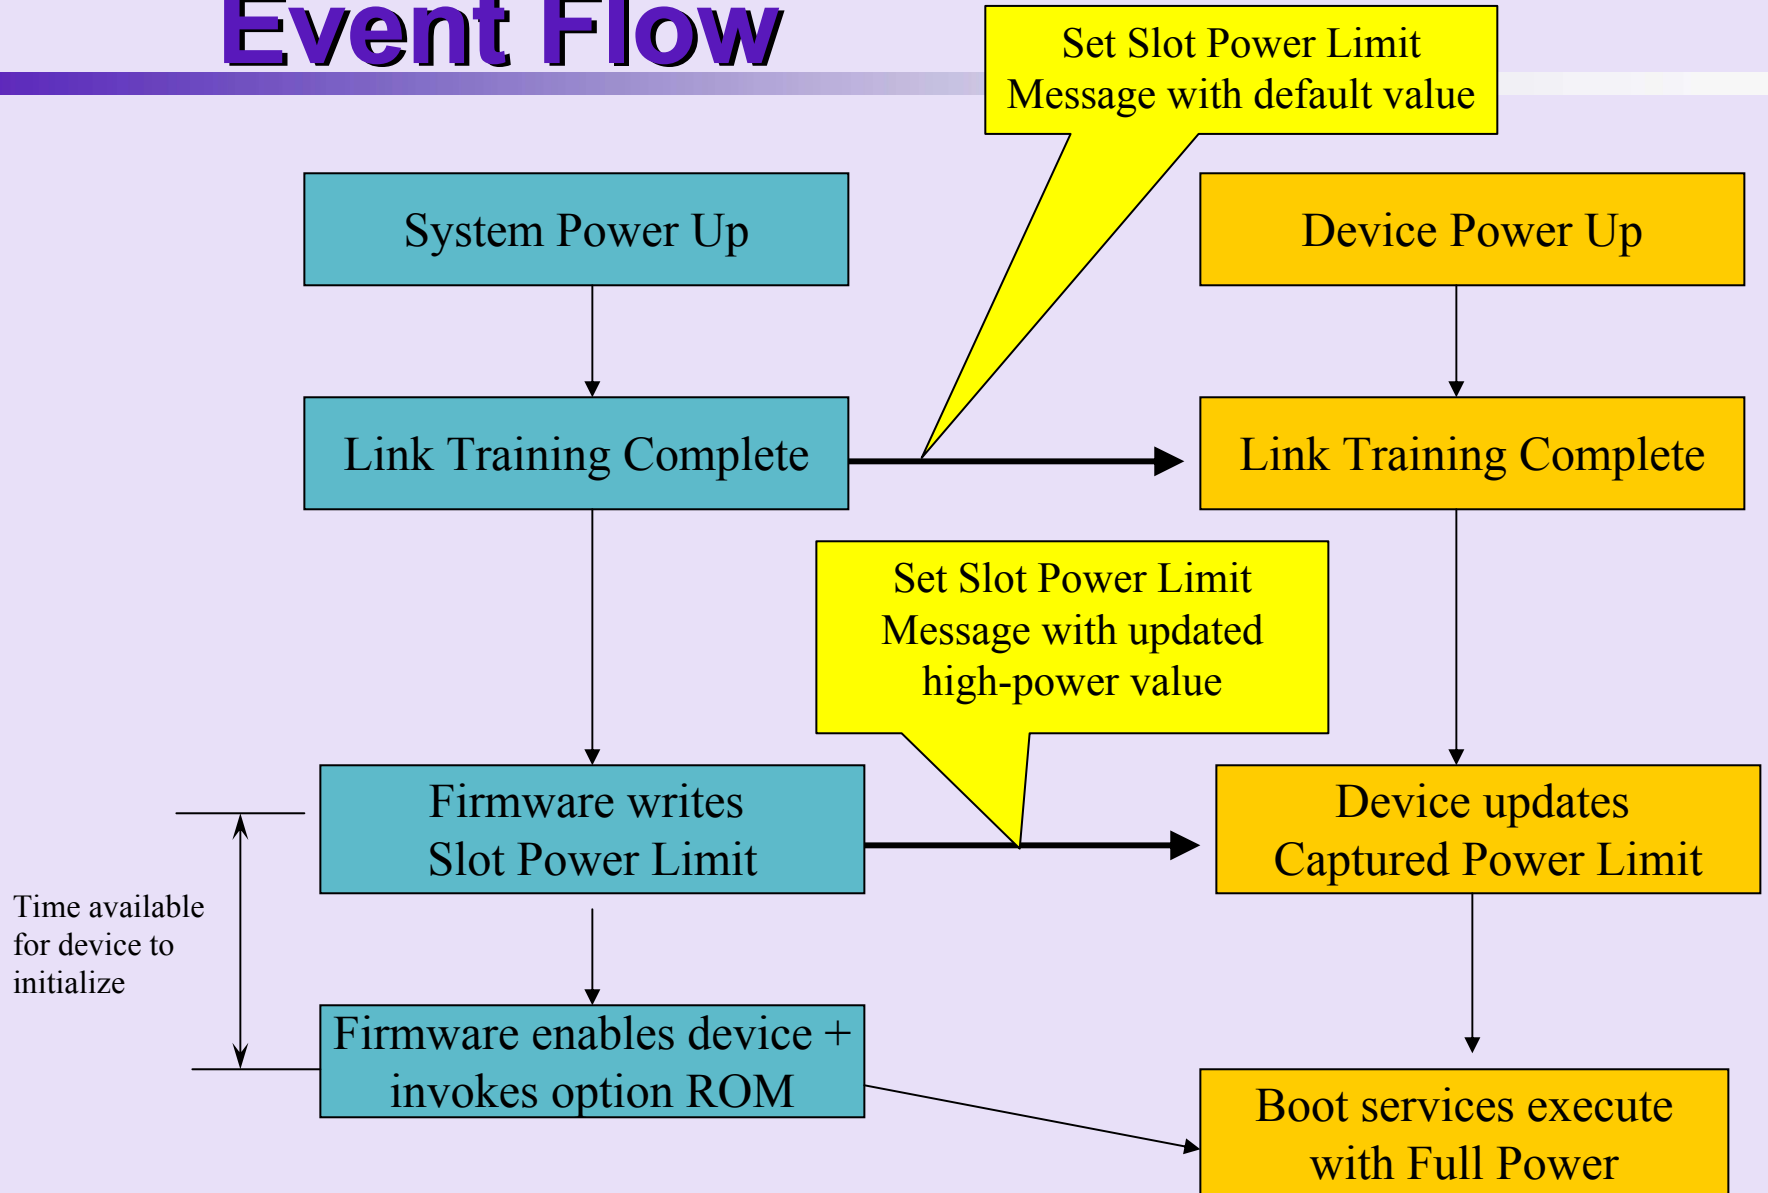 Event Flow
Set Slot Power Limit
Message with default value
System Power Up
Device Power Up
Link Training Complete
Link Training Complete
Set Slot Power Limit
Message with updated
high-power value
Firmware writes
Slot Power Limit
Device updates
Captured Power Limit
Time available
for device to
initialize
Firmware enables device +
invokes option ROM
Boot services execute
with Full Power